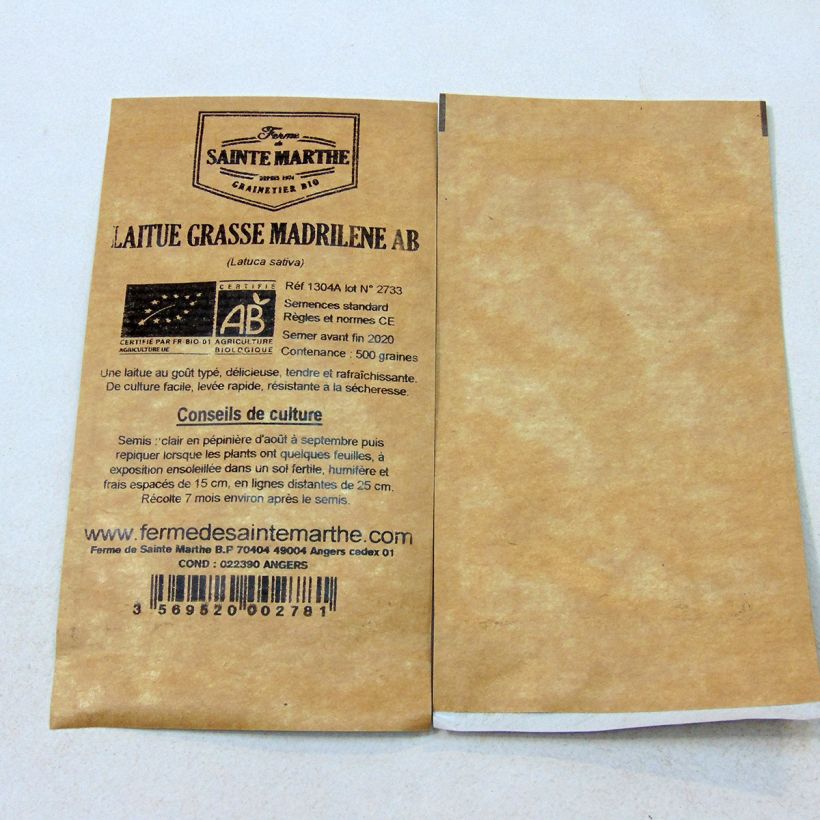 Ferme
de
SAINTE MARTHE
DEPUIS 1974
GRAINETIER BIO
LAITUE GRASSE MADRILENE AB
(Latuca sativa)
Réf 1304A lot N° 2733
Semences standard
Règles et normes CE
Semer avant fin 2020
Contenance : 500 graines
CERTIFIÉ PAR FR-BIO-01
AGRICULTURE UE
CERTIFIÉ
AB
AGRICULTURE
BIOLOGIQUE
Une laitue au goût typé, délicieuse, tendre et rafraîchissante.
De culture facile, levée rapide, résistante à la sécheresse.
Conseils de culture
Semis : clair en pépinière d'août à septembre puis
repiquer lorsque les plants ont quelques feuilles, à
exposition ensoleillée dans un sol fertile, humifère et
frais espacés de 15 cm, en lignes distantes de 25 cm.
Récolte 7 mois environ après le semis.
www.fermedesaintemarthe.com
Ferme de Sainte Marthe B.P 70404 49004 Angers cedex 01
COND : 022390 ANGERS
3 569520 002781